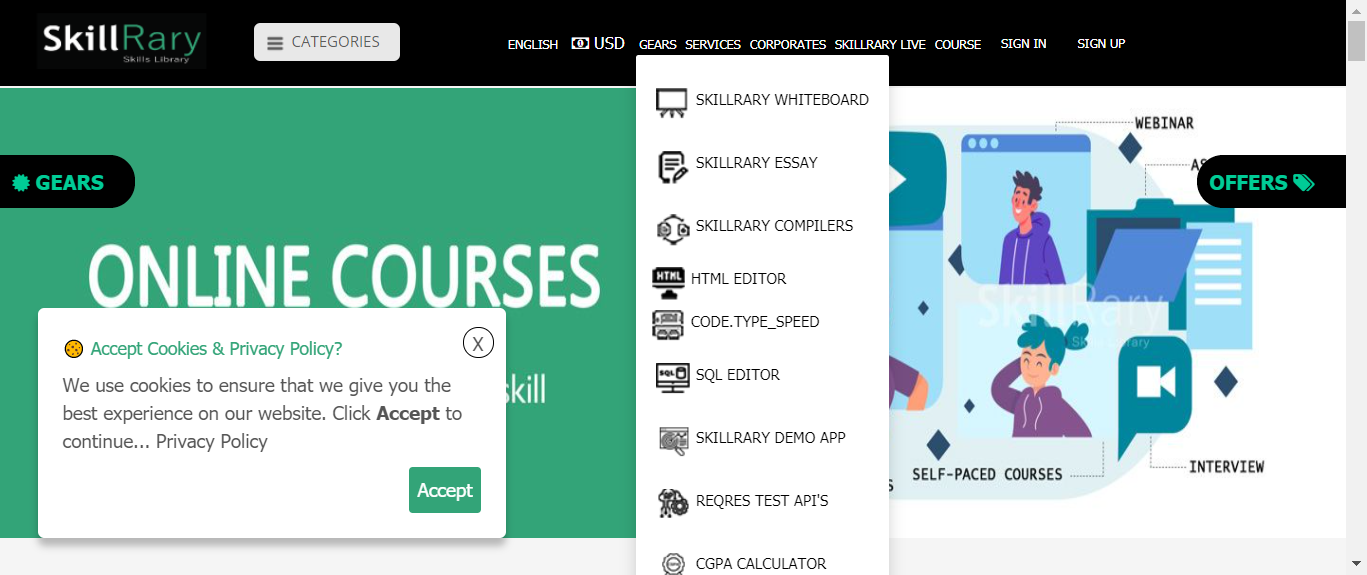 SkillRary
Skills Library
CATEGORIES
ENGLISH
USD
GEARS
SERVICES
CORPORATES
SKILLRARY LIVE
COURSE
SIGN IN
SIGN UP
SKILLRARY WHITEBOARD
SKILLRARY ESSAY
SKILLRARY COMPILERS
HTML
HTML EDITOR
CODE.TYPE_SPEED
SQL
SQL EDITOR
SKILLRARY DEMO APP
REQRES TEST API'S
CGPA CALCULATOR
GEARS
OFFERS
ONLINE COURSES
skill
Accept Cookies & Privacy Policy?
X
We use cookies to ensure that we give you the
best experience on our website. Click Accept to
continue... Privacy Policy
Accept
WEBINAR
AS
SkillRary
Skills Library
SELF-PACED COURSES
INTERVIEW